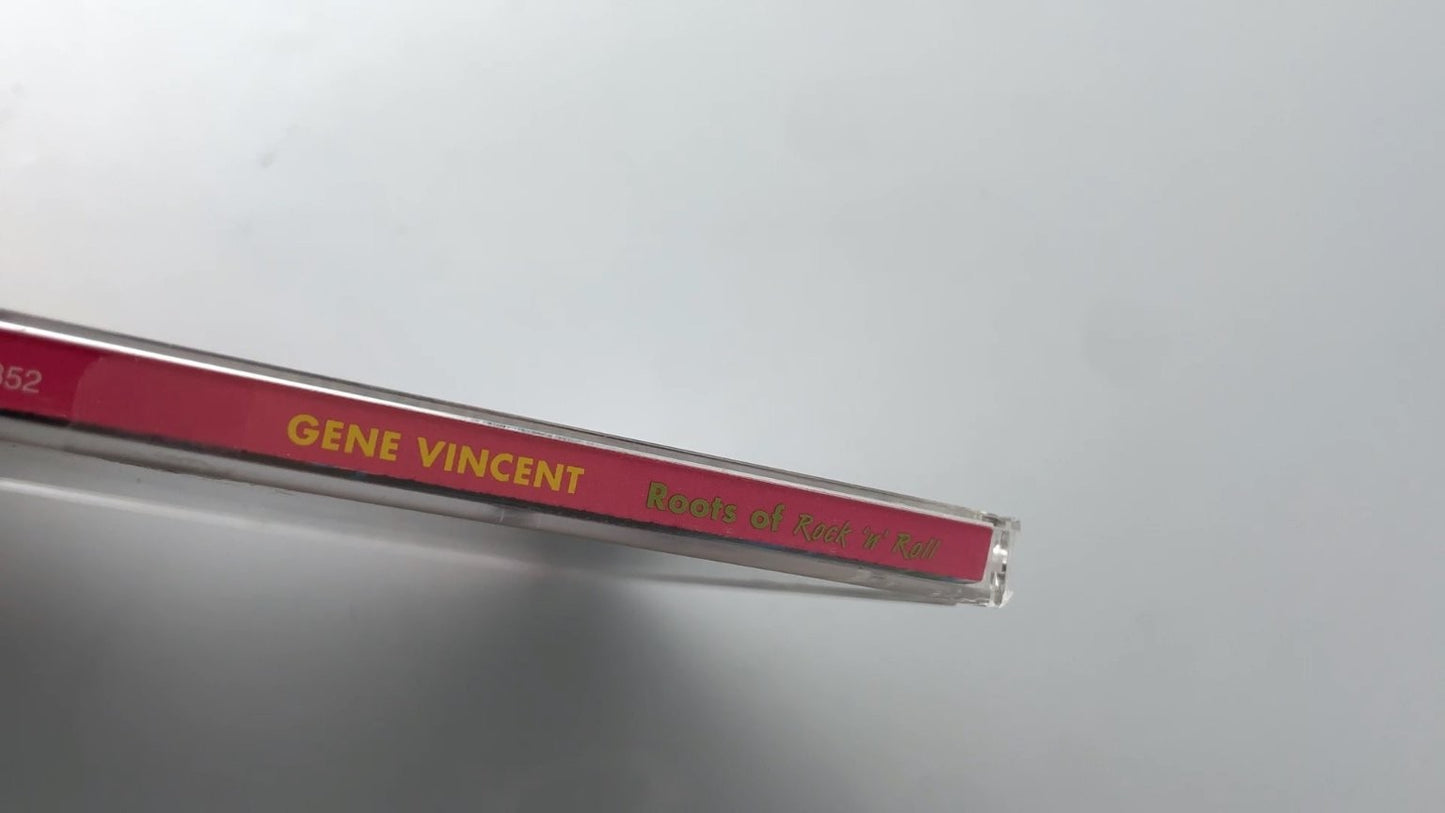 352 GENE VINCENT Roots of Rock 'n' Roll